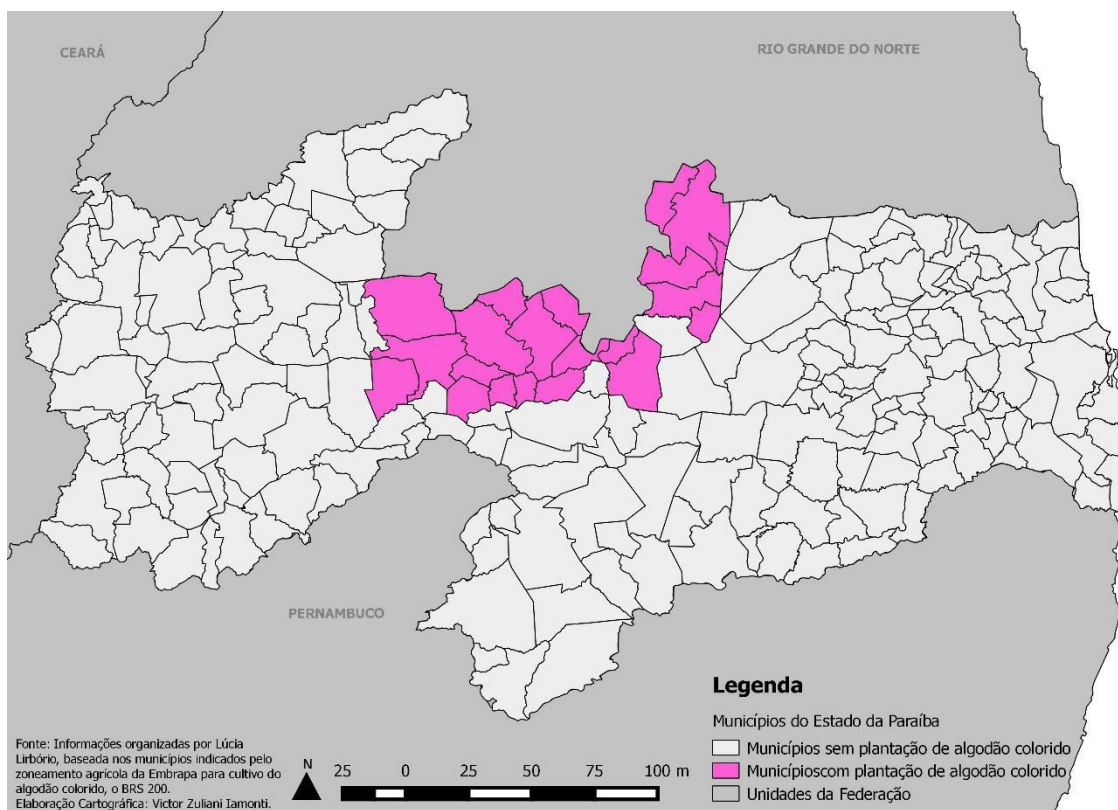 CEARÁ
RIO GRANDE DO NORTE
PERNAMBUCO
Legenda
Municípios do Estado da Paraíba
Municípios sem plantação de algodão colorido
Municípioscom plantação de algodão colorido
Unidades da Federação
Fonte: Informações organizadas por Lúcia
Lirbório, baseada nos municípios indicados pelo
zoneamento agrícola da Embrapa para cultivo do
algodão colorido, o BRS 200.
Elaboração Cartográfica: Victor Zuliani Iamonti.
N
25 0 25 50 75 100 m